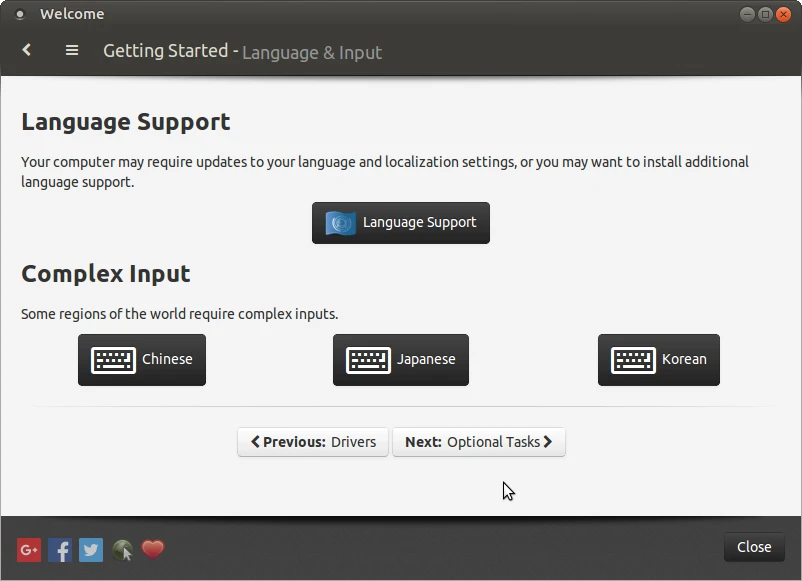 Welcome
Getting Started - Language & Input
Language Support
Your computer may require updates to your language and localization settings, or you may want to install additional
language support.
Language Support
Complex Input
Some regions of the world require complex inputs.
Chinese Japanese Korean
Previous: Drivers Next: Optional Tasks
G+ f Close